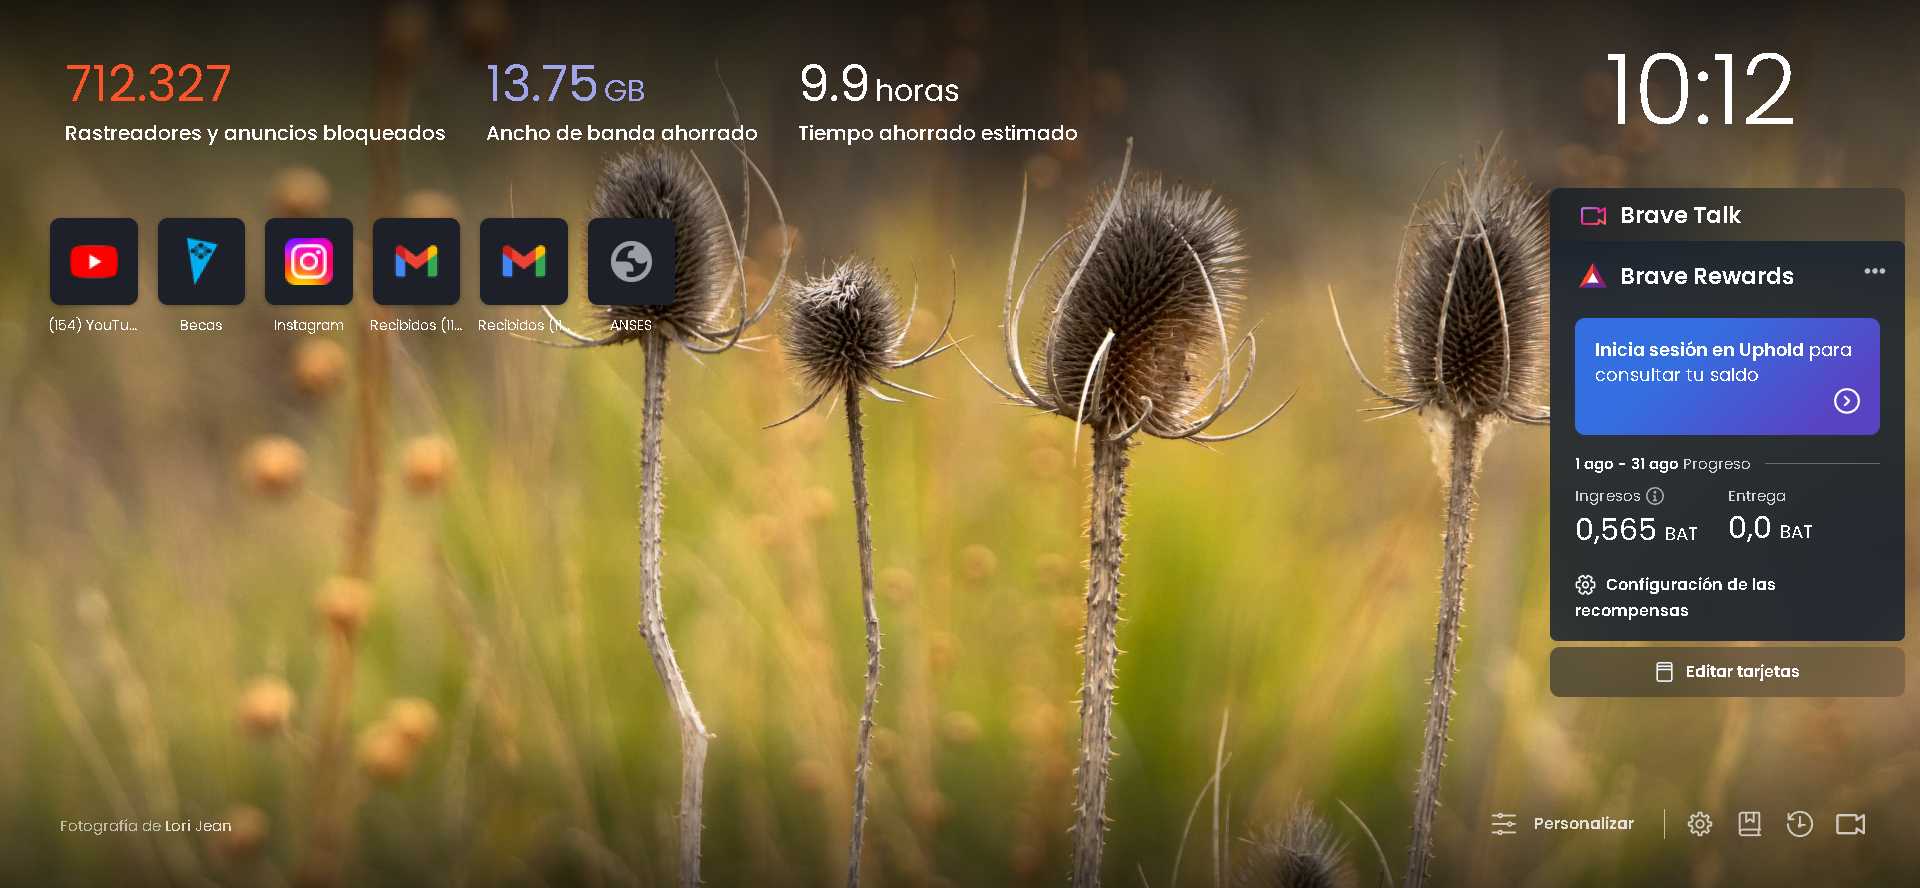 712.327
Rastreadores y anuncios bloqueados
13.75 GB
Ancho de banda ahorrado
9.9 horas
Tiempo ahorrado estimado
10:12
(154) YouTu...
Becas
Instagram
Recibidos (11...
Recibidos (11...
ANSES
Brave Talk
Brave Rewards
Inicia sesión en Uphold para
consultar tu saldo
1 ago - 31 ago Progreso
Ingresos
0,565 BAT
Entrega
0,0 BAT
Configuración de las
recompensas
Editar tarjetas
Fotografía de Lori Jean
Personalizar